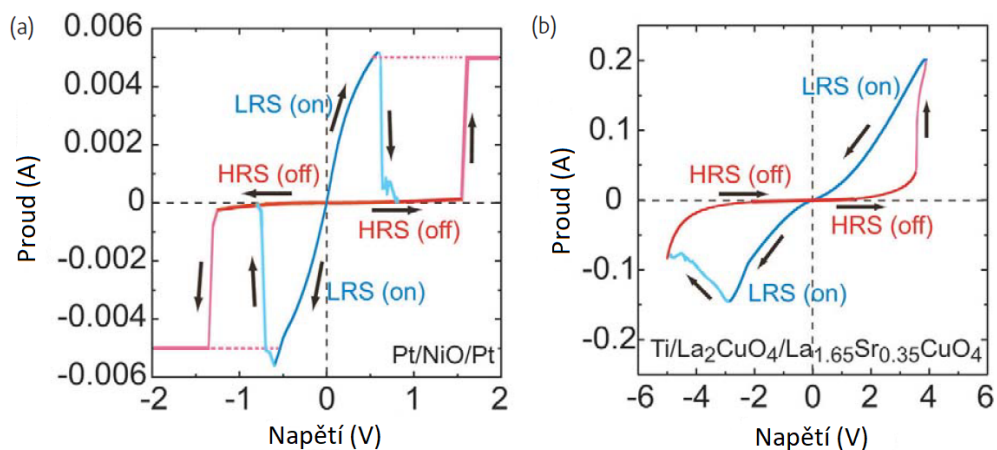 (a)
Proud (A)
0.006
0.004
0.002
0
-0.002
-0.004
-0.006
LRS (on)
HRS (off)
HRS (off)
LRS (on)
Pt/NiO/Pt
-2
-1
0
1
2
Napětí (V)
(b)
Proud (A)
0.2
0.1
0
-0.1
-0.2
LRS (on)
HRS (off)
HRS (off)
LRS (on)
Ti/La₂CuO₄/La₁.₆₅Sr₀.₃₅CuO₄
-6
-4
-2
0
2
4
6
Napětí (V)